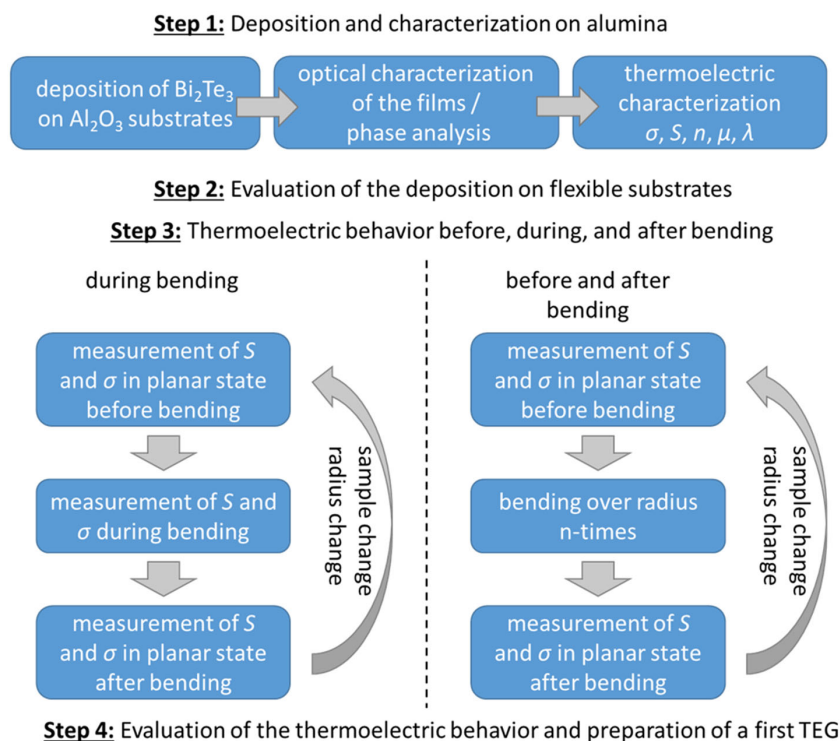 Step 1: Deposition and characterization on alumina
deposition of Bi₂Te₃
on Al₂O₃ substrates
optical characterization
of the films /
phase analysis
thermoelectric
characterization
σ, S, n, μ, λ
Step 2: Evaluation of the deposition on flexible substrates
Step 3: Thermoelectric behavior before, during, and after bending
during bending
measurement of S
and σ in planar state
before bending
measurement of S and
σ during bending
measurement of S
and σ in planar state
after bending
sample change
radius change
before and after
bending
measurement of S
and σ in planar state
before bending
bending over radius
n-times
measurement of S
and σ in planar state
after bending
sample change
radius change
Step 4: Evaluation of the thermoelectric behavior and preparation of a first TEG